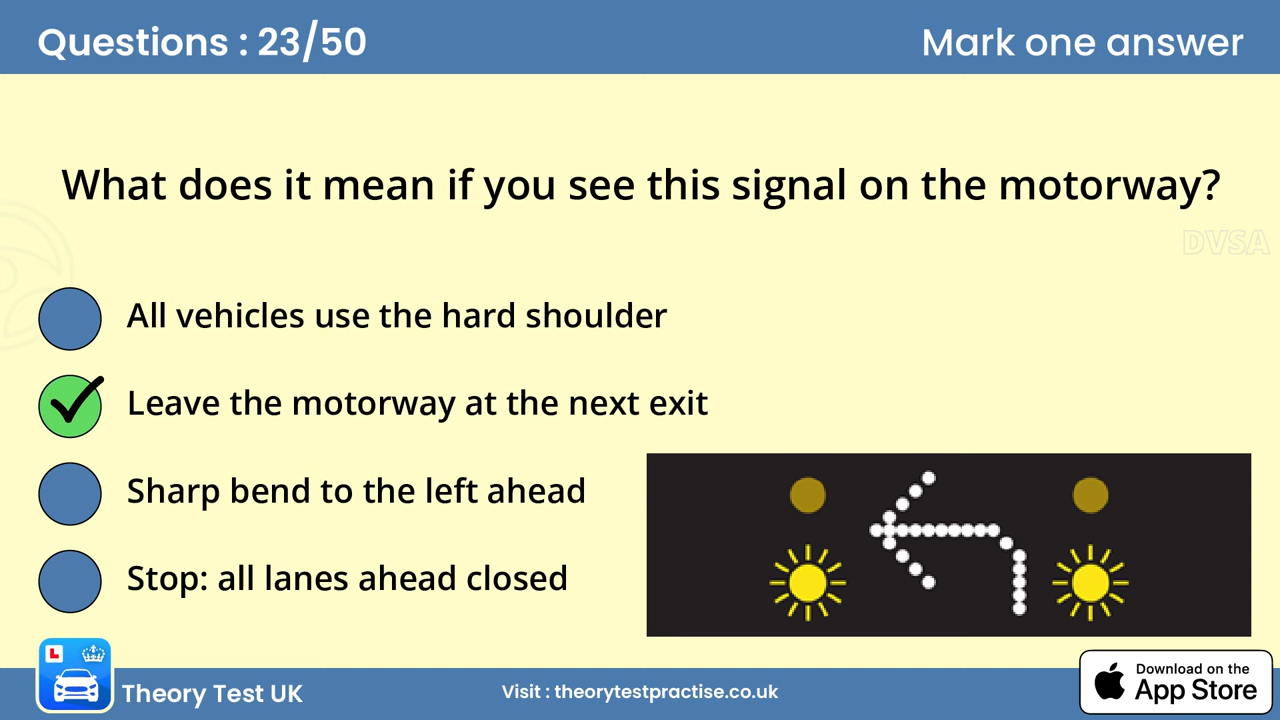 Questions : 23/50
Mark one answer
What does it mean if you see this signal on the motorway?
DVSA
All vehicles use the hard shoulder
Leave the motorway at the next exit
Sharp bend to the left ahead
Stop: all lanes ahead closed
L
Theory Test UK
Visit : theorytestpractise.co.uk
Download on the
App Store